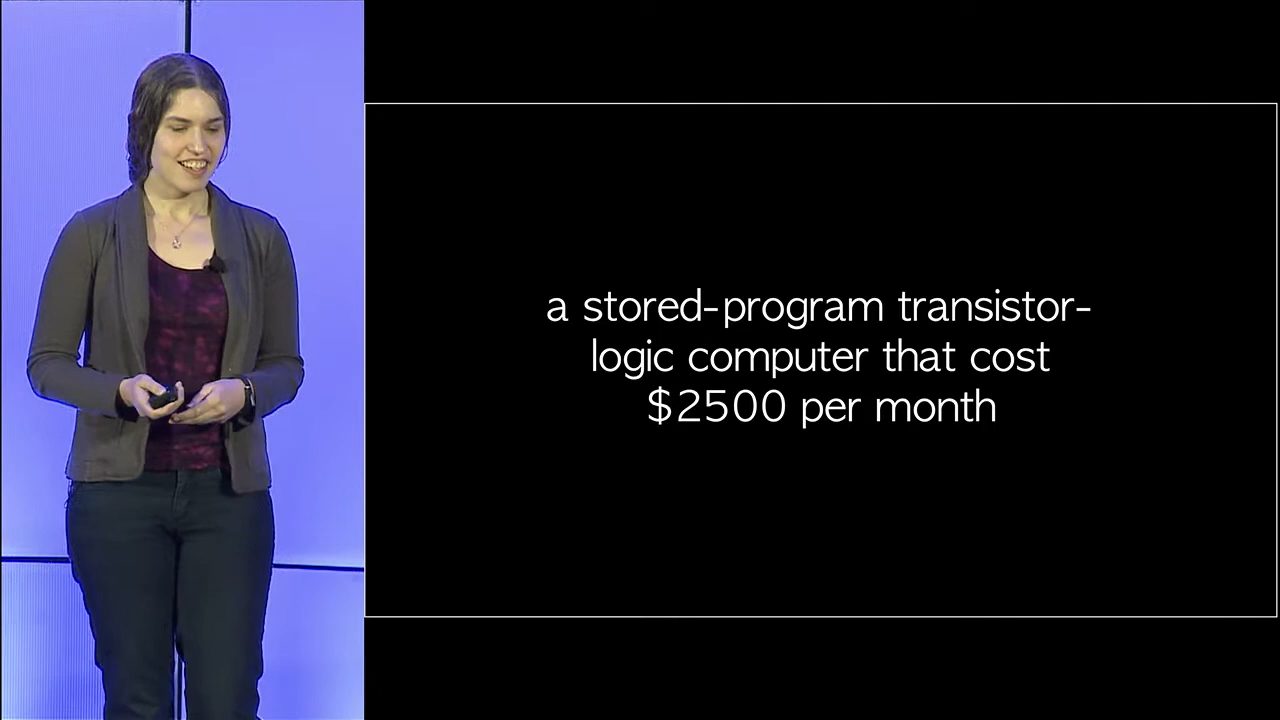 a stored-program transistor-
logic computer that cost
$2500 per month